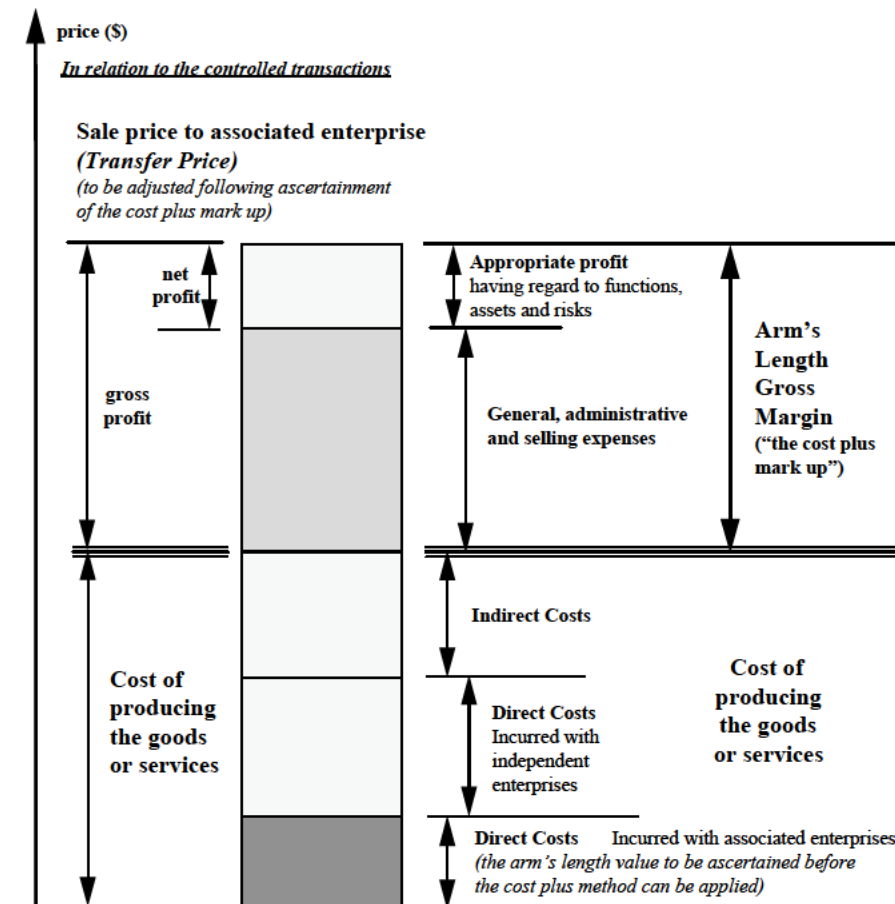 price ($)
In relation to the controlled transactions
Sale price to associated enterprise
(Transfer Price)
(to be adjusted following ascertainment
of the cost plus mark up)
net
profit
gross
profit
Appropriate profit
having regard to functions,
assets and risks
General, administrative
and selling expenses
Arm’s
Length
Gross
Margin
(“the cost plus
mark up”)
Cost of
producing
the goods
or services
Indirect Costs
Direct Costs
Incurred with
independent
enterprises
Direct Costs Incurred with associated enterprises
(the arm’s length value to be ascertained before
the cost plus method can be applied)
Cost of
producing
the goods
or services